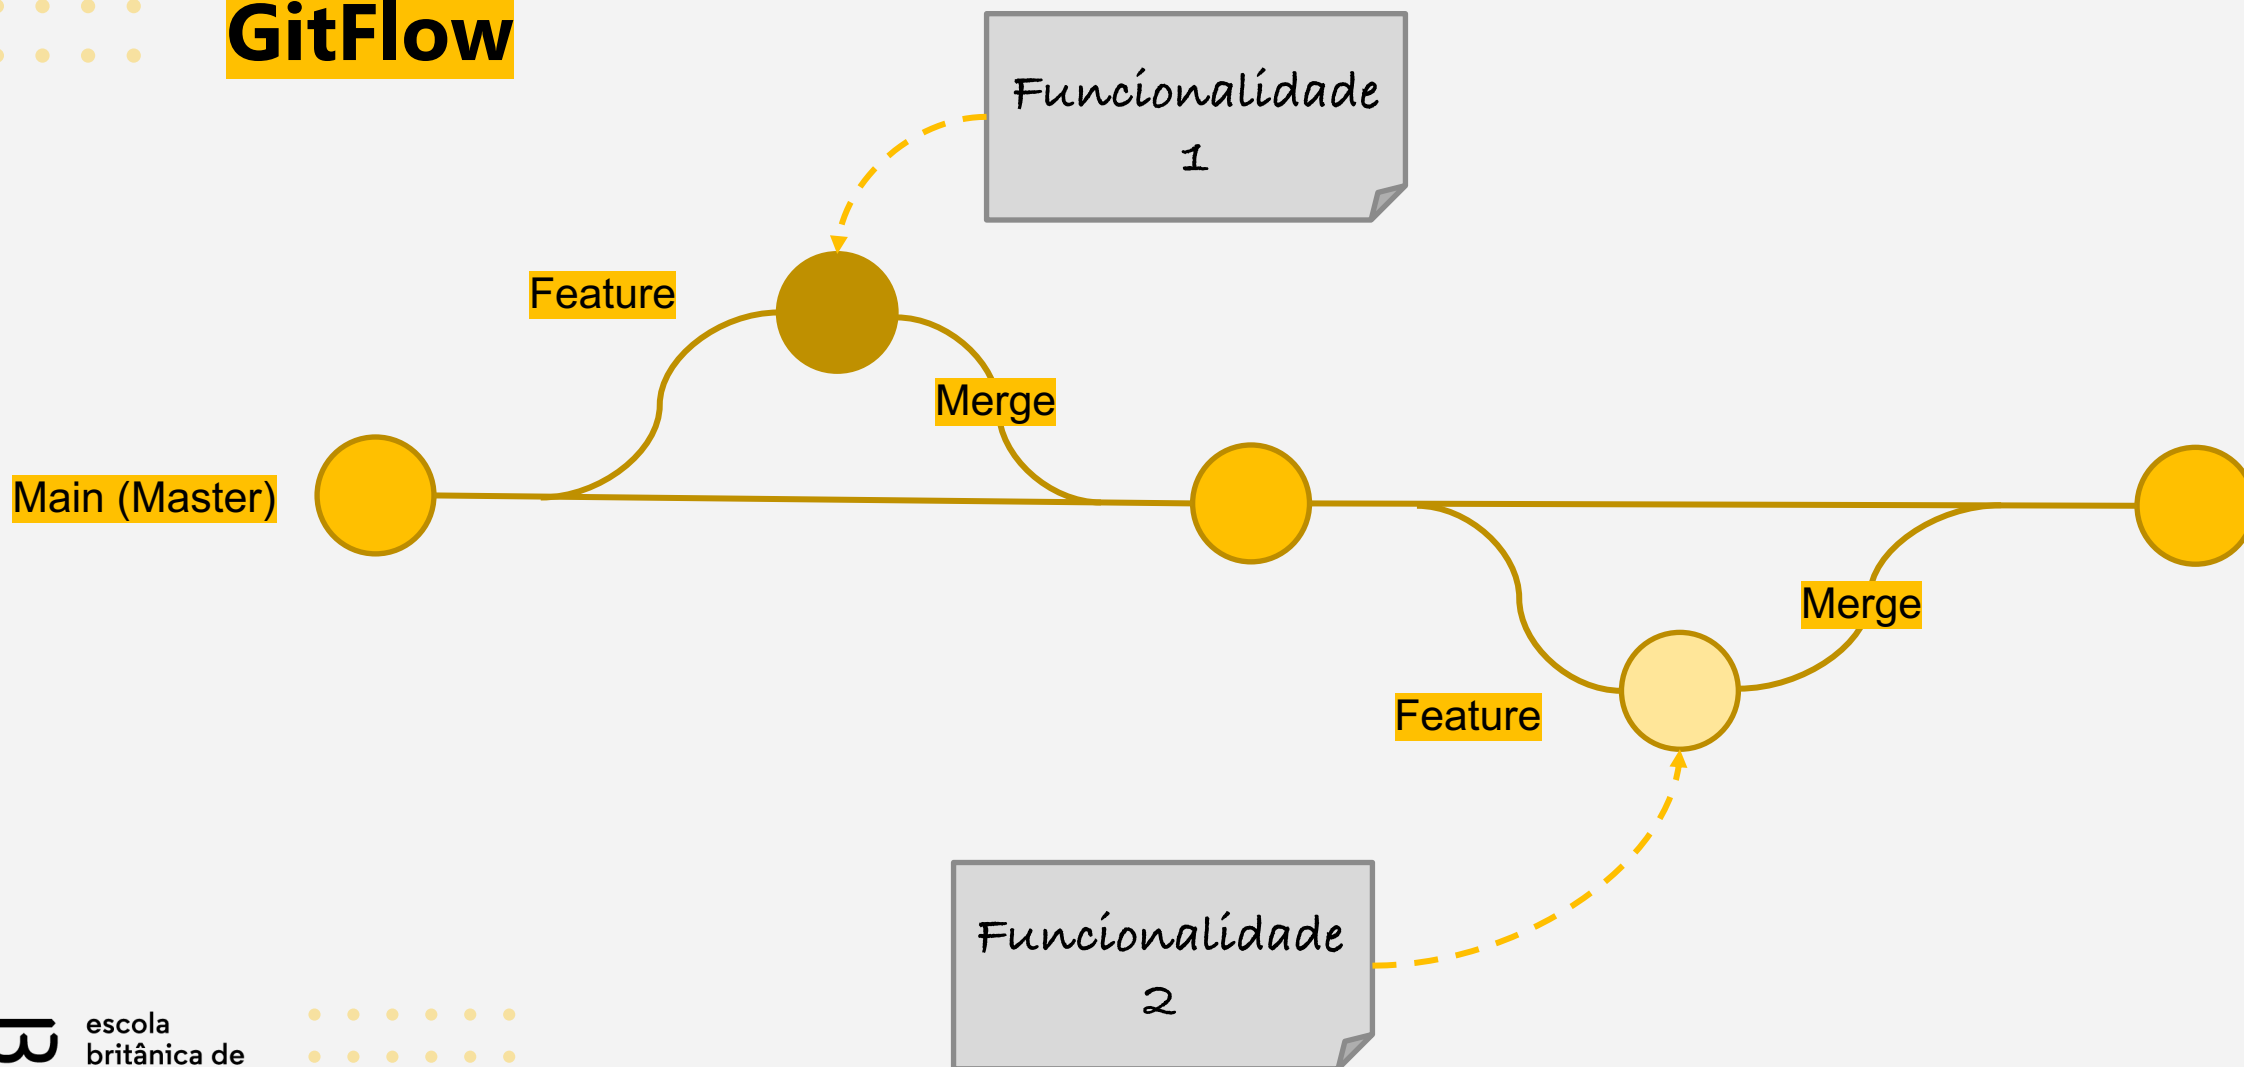 GitFlow
Funcionalidade
1
Feature
Merge
Main (Master)
Merge
Feature
Funcionalidade
2
escola
britânica de